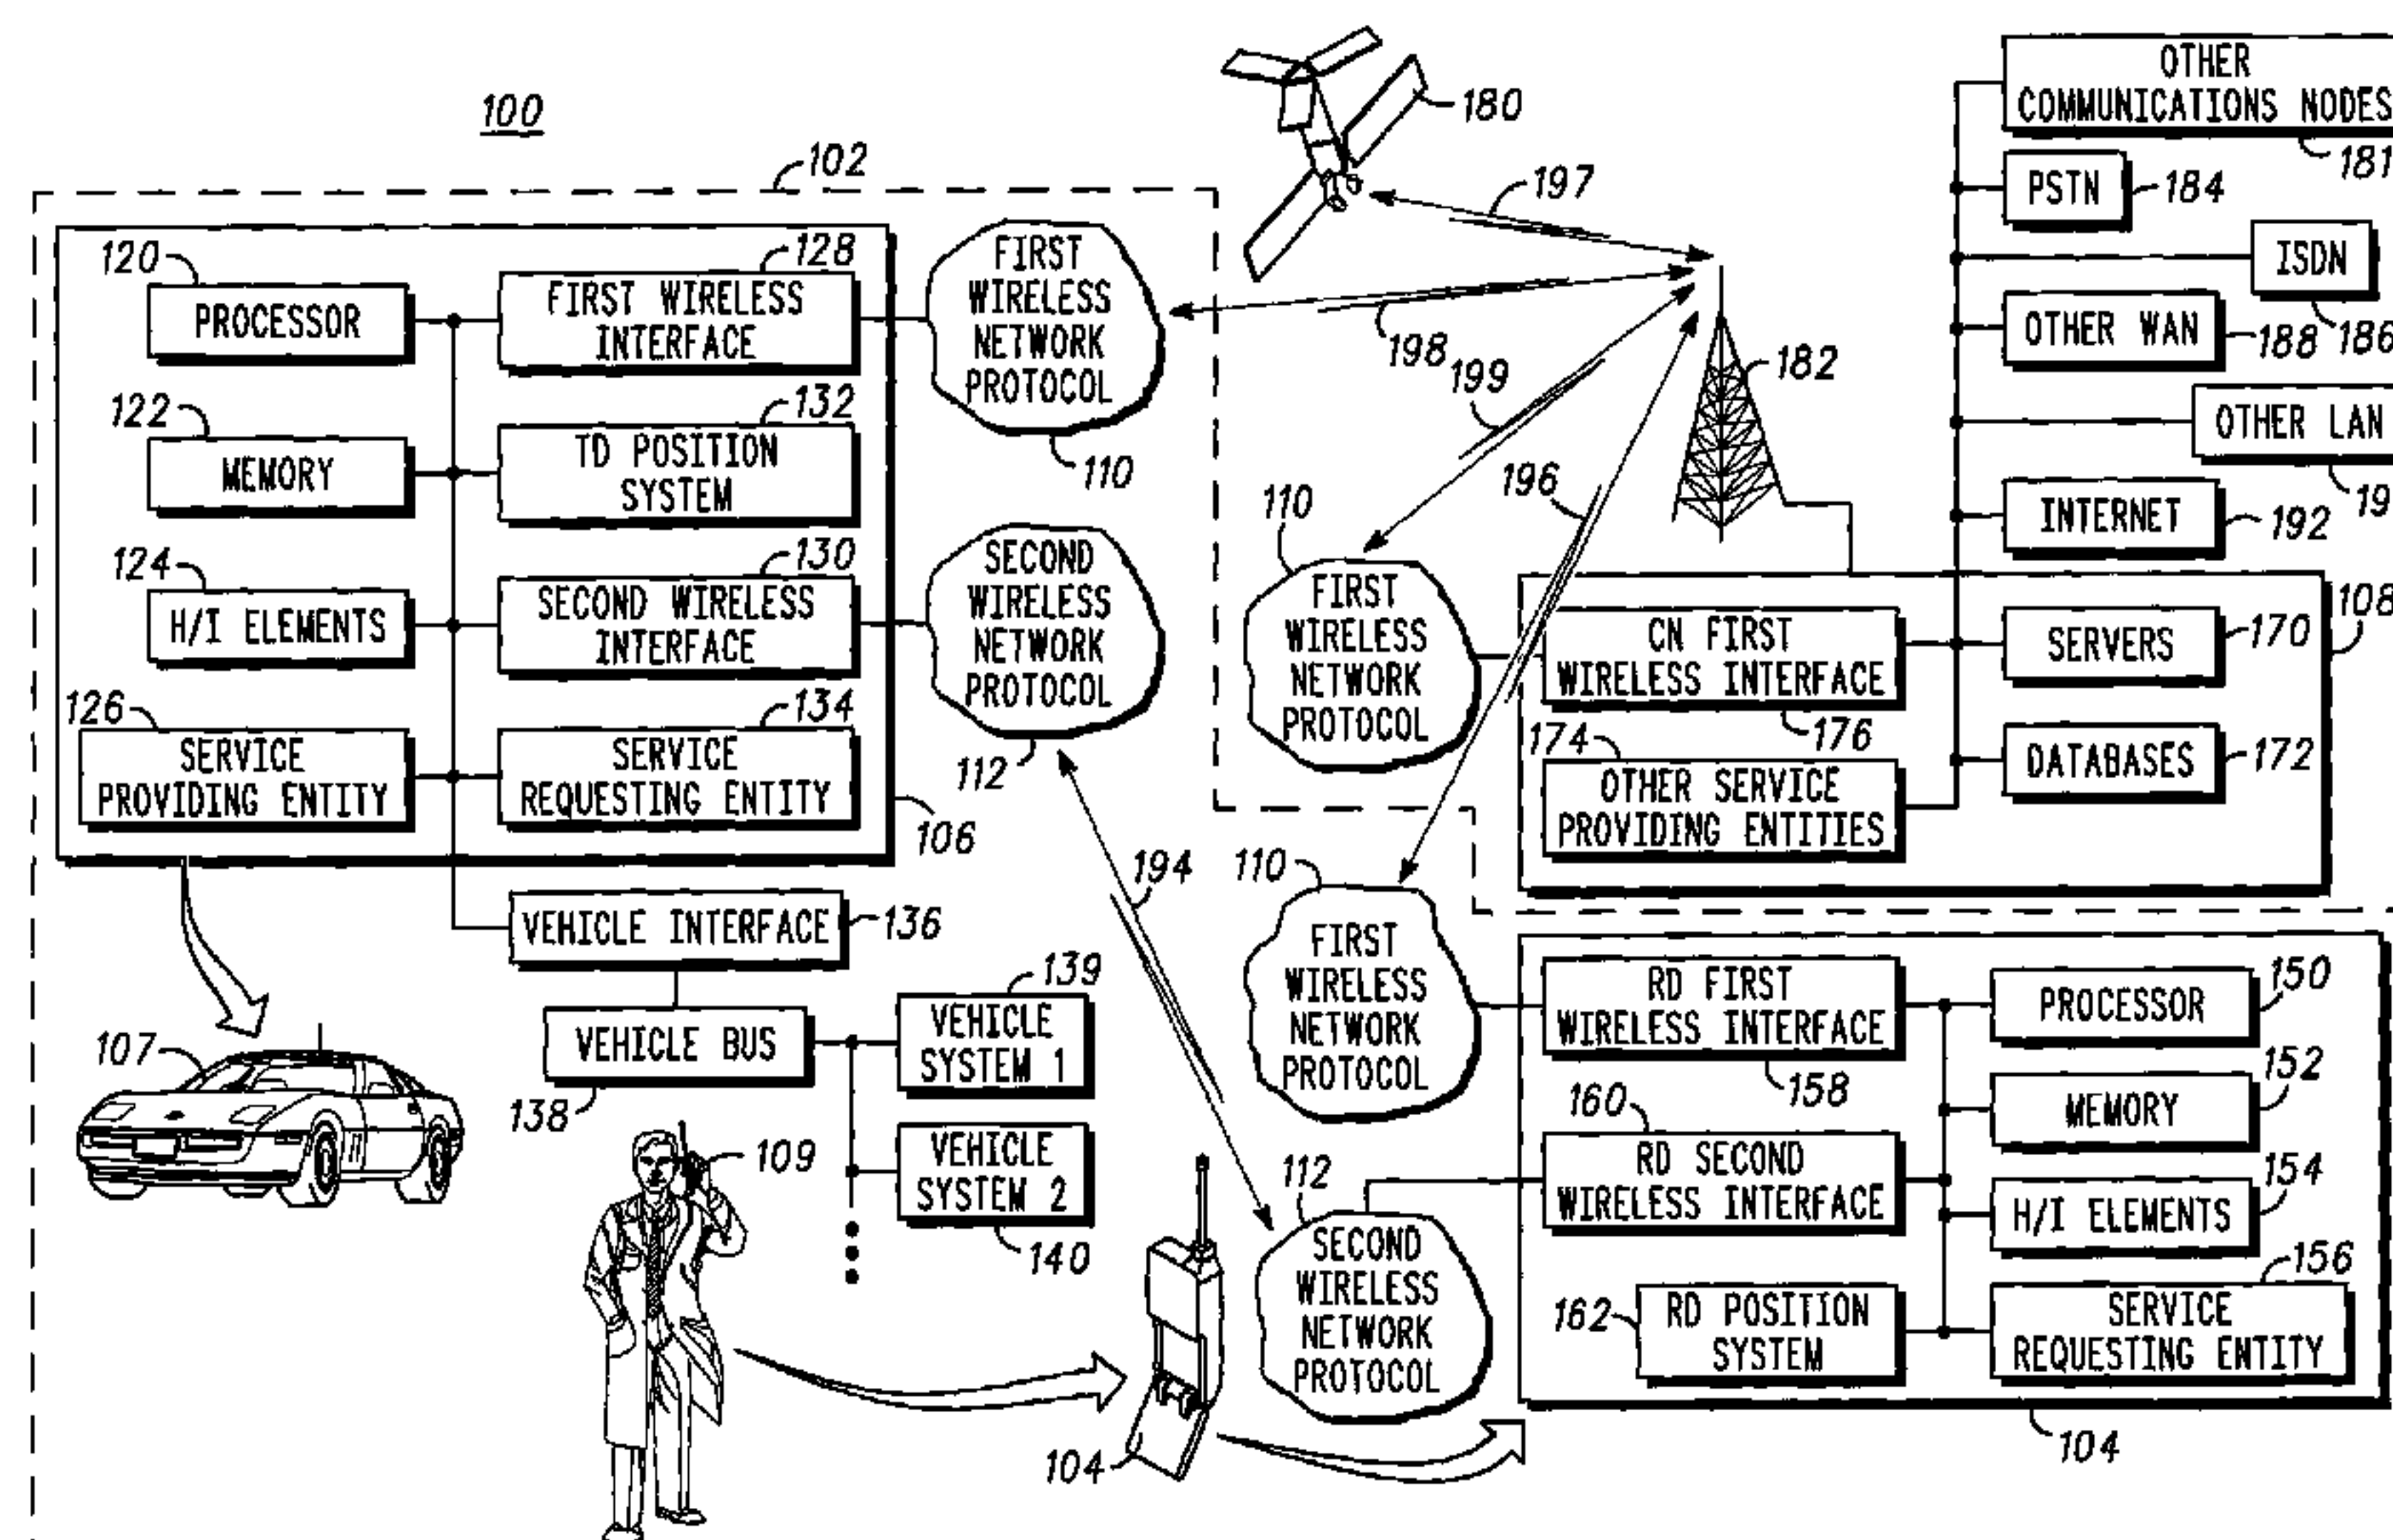 100
102
180
197
OTHER
COMMUNICATIONS NODES
181
PSTN
184
ISDN
186
OTHER WAN
188
OTHER LAN
19
INTERNET
192
120
PROCESSOR
128
FIRST WIRELESS
INTERFACE
FIRST
WIRELESS
NETWORK
PROTOCOL
110
198
199
182
122
MEMORY
132
TD POSITION
SYSTEM
196
124
H/I ELEMENTS
130
SECOND WIRELESS
INTERFACE
SECOND
WIRELESS
NETWORK
PROTOCOL
112
126
SERVICE
PROVIDING ENTITY
134
SERVICE
REQUESTING ENTITY
106
110
FIRST
WIRELESS
NETWORK
PROTOCOL
CN FIRST
WIRELESS INTERFACE
176
SERVERS
170
108
174
OTHER SERVICE
PROVIDING ENTITIES
DATABASES
172
194
VEHICLE INTERFACE
136
107
VEHICLE BUS
138
139
VEHICLE
SYSTEM 1
VEHICLE
SYSTEM 2
140
109
104
110
FIRST
WIRELESS
NETWORK
PROTOCOL
RD FIRST
WIRELESS INTERFACE
158
PROCESSOR
150
MEMORY
152
160
RD SECOND
WIRELESS INTERFACE
H/I ELEMENTS
154
112
SECOND
WIRELESS
NETWORK
PROTOCOL
162
RD POSITION
SYSTEM
156
SERVICE
REQUESTING ENTITY
104